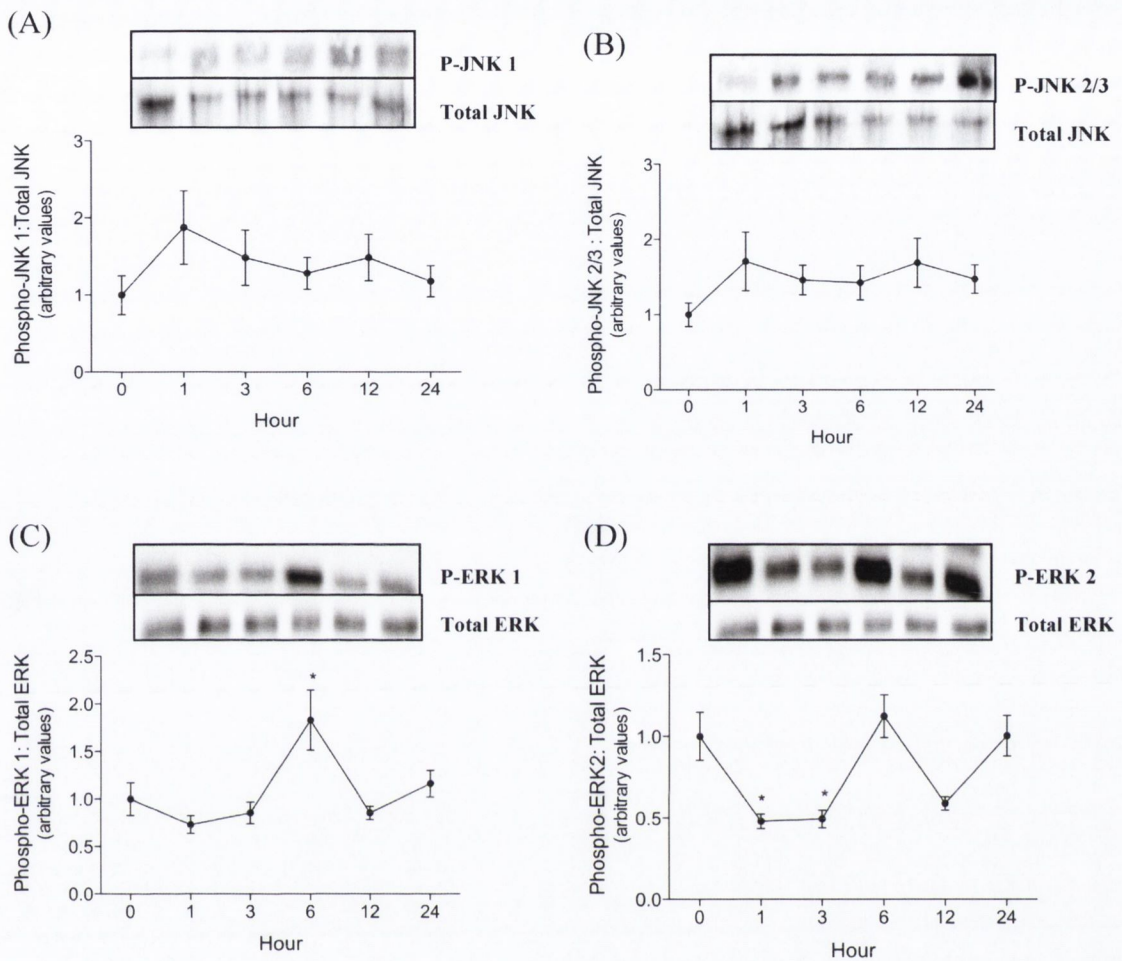 (A)
P-JNK 1
Total JNK
Phospho-JNK 1:Total JNK
(arbitrary values)
3
2
1
0
0 1 3 6 12 24
Hour
(B)
P-JNK 2/3
Total JNK
Phospho-JNK 2/3 : Total JNK
(arbitrary values)
3
2
1
0
0 1 3 6 12 24
Hour
(C)
P-ERK 1
Total ERK
Phospho-ERK 1: Total ERK
(arbitrary values)
2.5
2.0
1.5
1.0
0.5
0.0
*
0 1 3 6 12 24
Hour
(D)
P-ERK 2
Total ERK
Phospho-ERK2: Total ERK
(arbitrary values)
1.5
1.0
0.5
0.0
* *
0 1 3 6 12 24
Hour